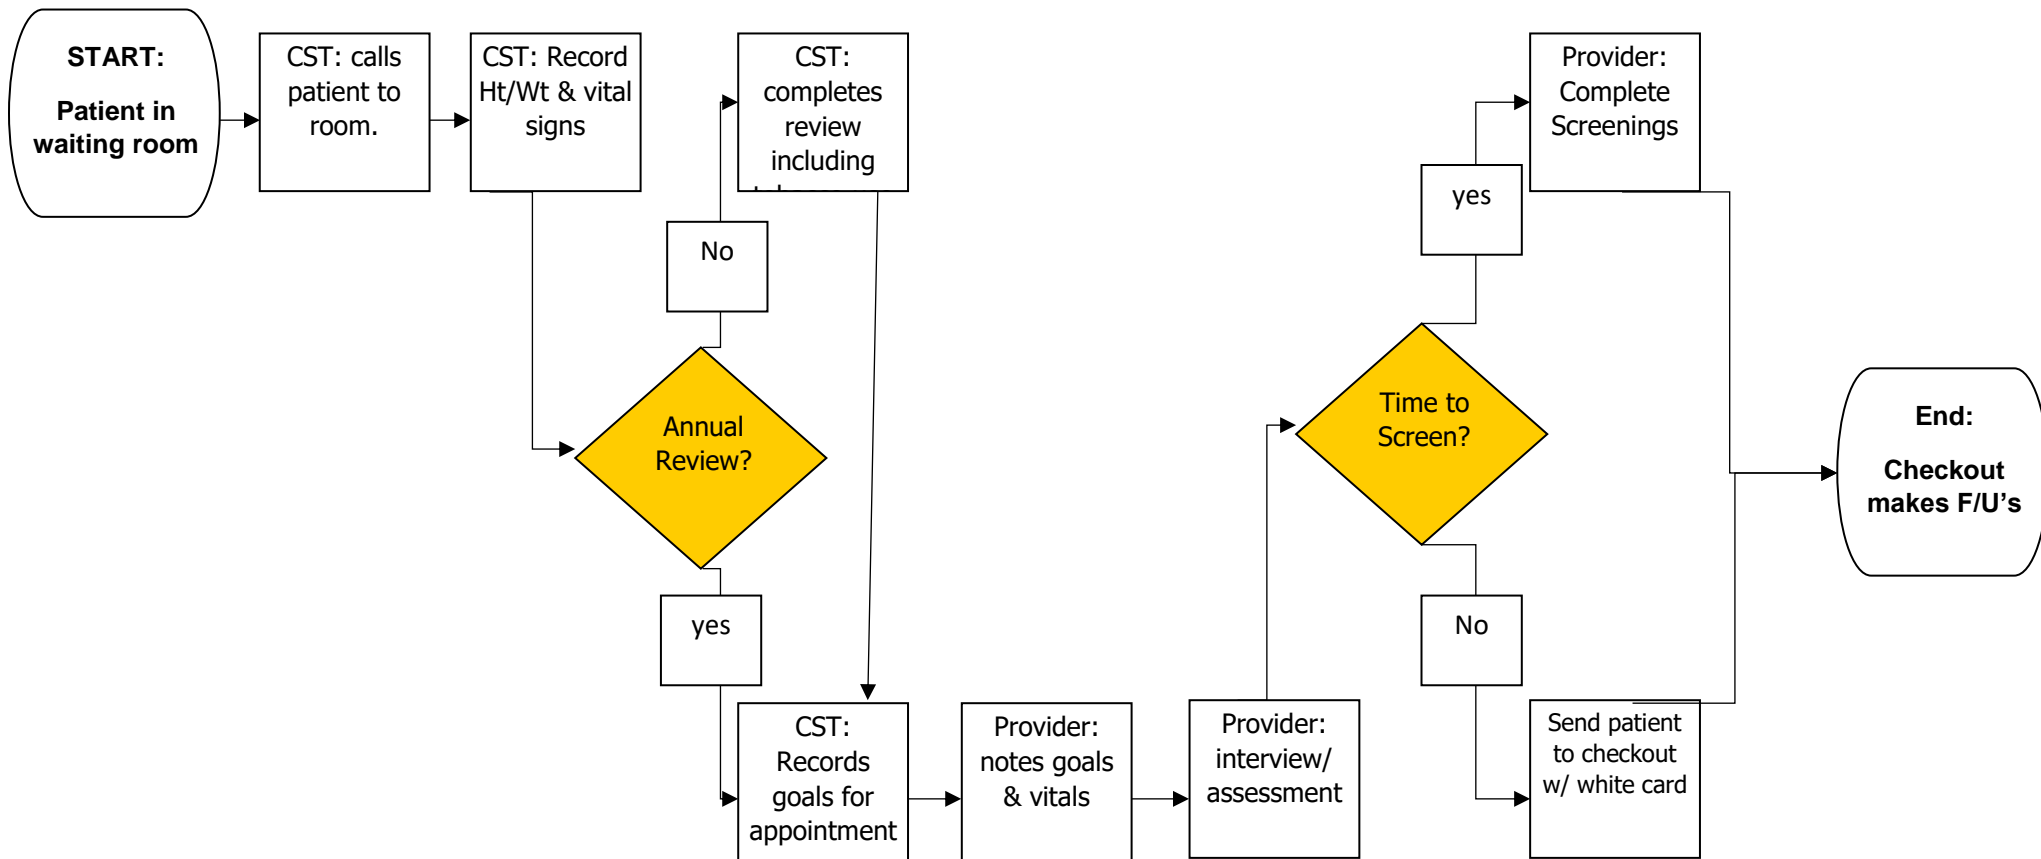 START:
Patient in
waiting room
CST: calls
patient to
room.
CST: Record
Ht/Wt & vital
signs
Annual
Review?
No
CST:
completes
review
including
yes
CST:
Records
goals for
appointment
Provider:
notes goals
& vitals
Provider:
interview/
assessment
Time to
Screen?
yes
Provider:
Complete
Screenings
No
Send patient
to checkout
w/ white card
End:
Checkout
makes F/U’s